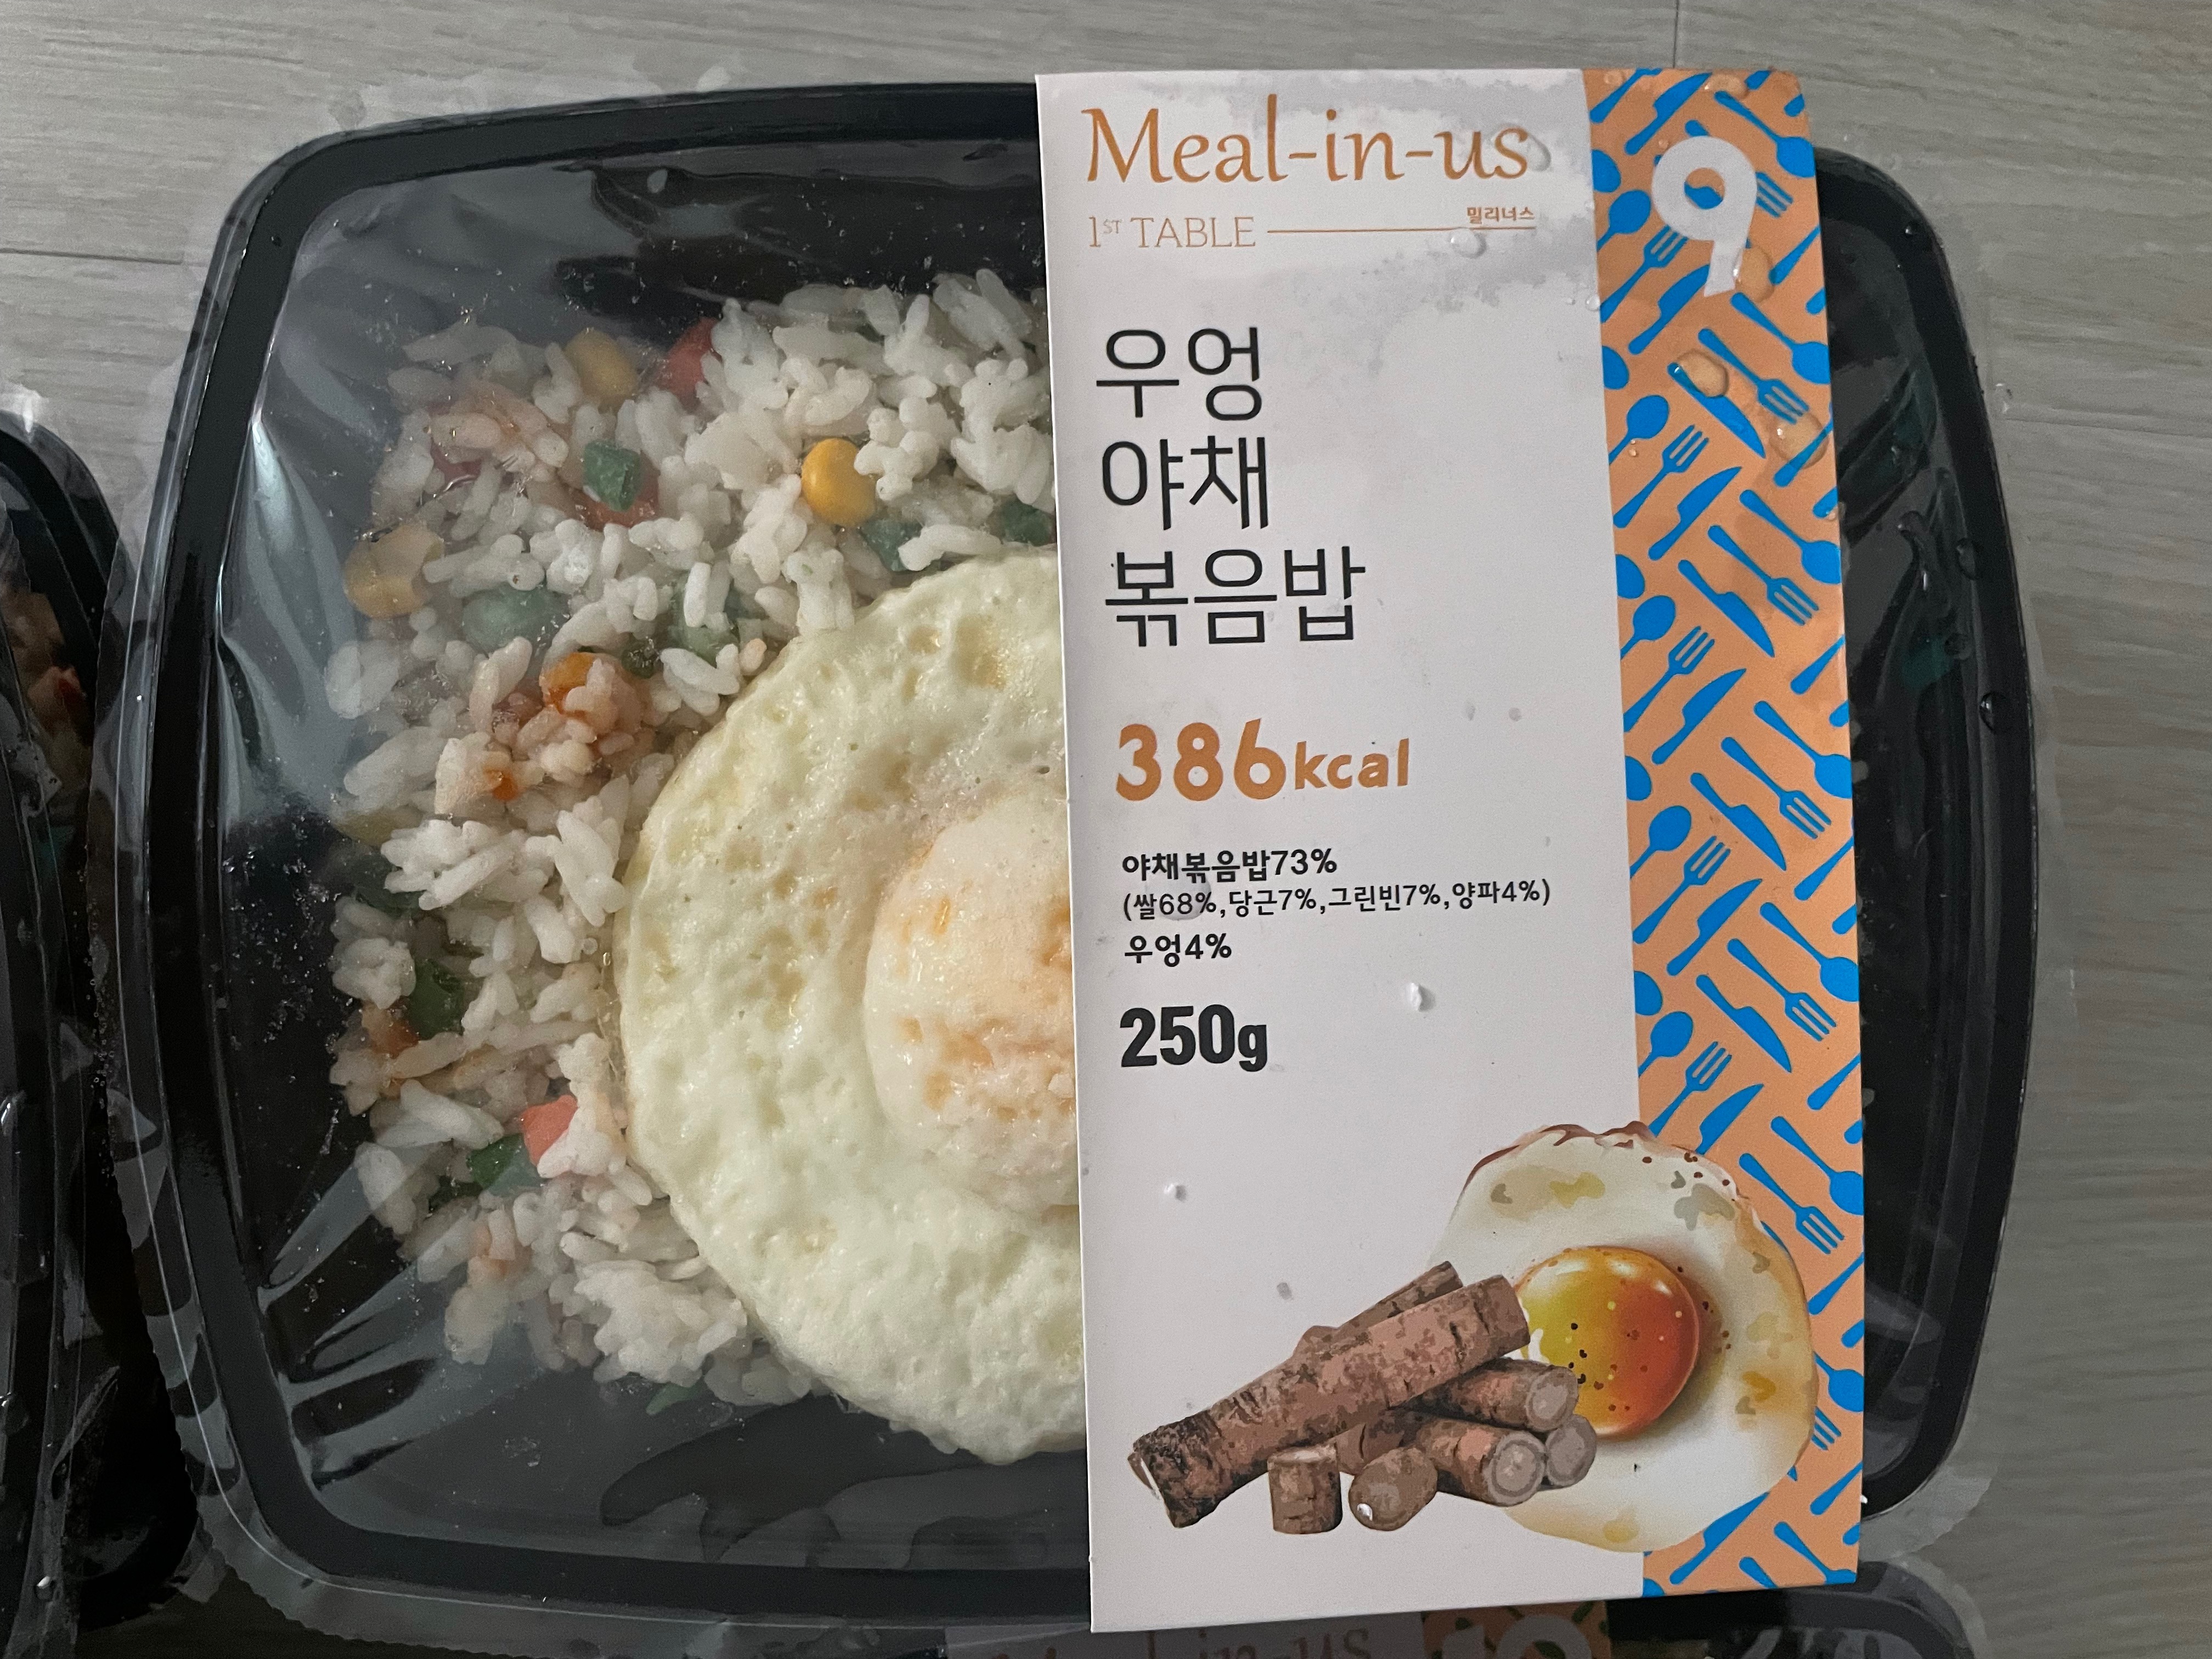 Meal-in-us
1ST TABLE
밀리너스
9
우엉
야채
볶음밥
386kcal
야채볶음밥73%
(쌀68%,당근7%,그린빈7%,양파4%)
우엉4%
250g
in-us